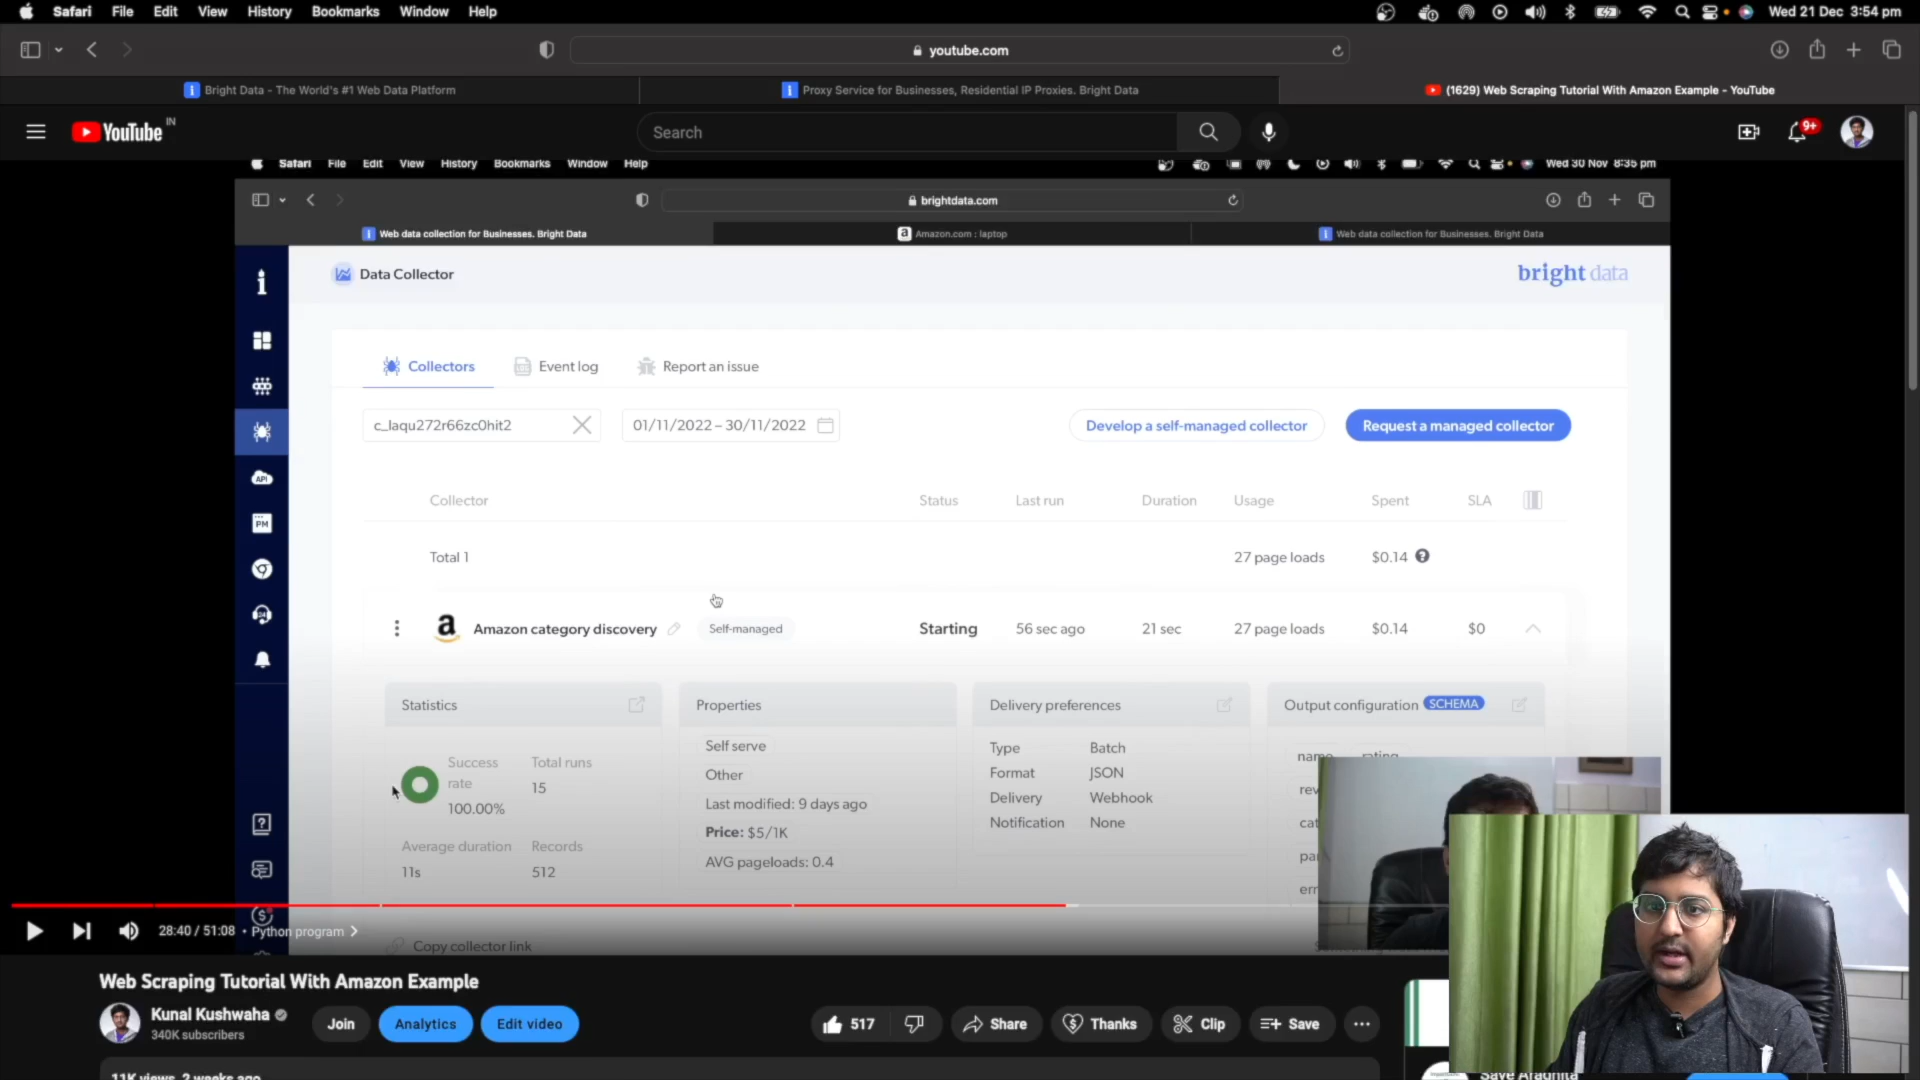 Safari File Edit View History Bookmarks Window Help Wed 21 Dec 3:54 pm
youtube.com
Bright Data - The World's #1 Web Data Platform
Proxy Service for Businesses, Residential IP Proxies. Bright Data
(1629) Web Scraping Tutorial With Amazon Example - YouTube
YouTube IN
Search
9+
Safari File Edit View History Bookmarks Window Help Wed 30 Nov 8:35 pm
brightdata.com
Web data collection for Businesses. Bright Data
Amazon.com : laptop
Web data collection for Businesses. Bright Data
Data Collector
bright data
Collectors
Event log
Report an issue
c_laqu272r66zc0hit2
01/11/2022 – 30/11/2022
Develop a self-managed collector
Request a managed collector
API
PM
Collector Status Last run Duration Usage Spent SLA
Total 1 27 page loads $0.14
Amazon category discovery Self-managed Starting 56 sec ago 21 sec 27 page loads $0.14 $0
Statistics
Success rate
100.00%
Total runs
15
Average duration
11s
Records
512
Properties
Self serve
Other
Last modified: 9 days ago
Price: $5/1K
AVG pageloads: 0.4
Delivery preferences
Type Batch
Format JSON
Delivery Webhook
Notification None
Output configuration SCHEMA
name rating
28:40 / 51:08 • Python program
Copy collector link
Web Scraping Tutorial With Amazon Example
Kunal Kushwaha
340K subscribers
Join
Analytics
Edit video
517
Share
Thanks
Clip
Save
11K views 2 weeks ago